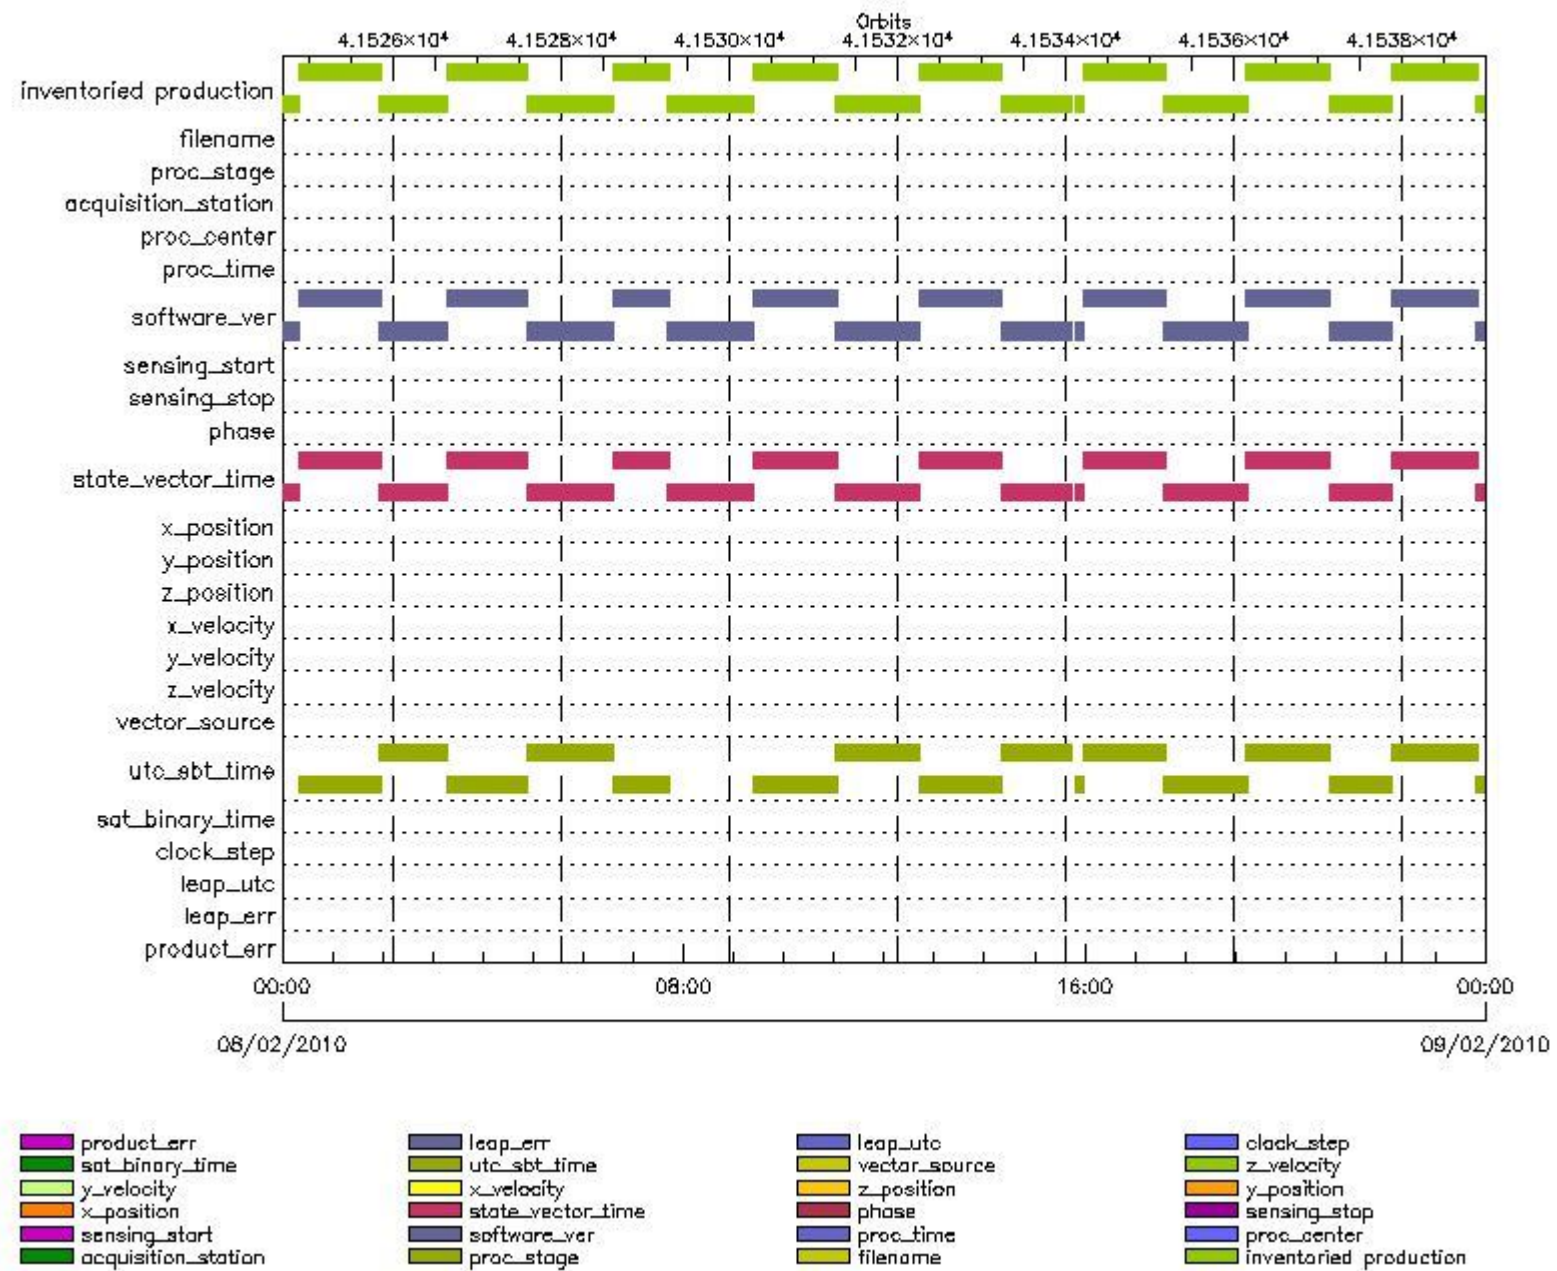 Orbits
4.1526×10⁴ 4.1528×10⁴ 4.1530×10⁴ 4.1532×10⁴ 4.1534×10⁴ 4.1536×10⁴ 4.1538×10⁴
inventoried production
filename
proc_stage
acquisition_station
proc_center
proc_time
software_ver
sensing_start
sensing_stop
phase
state_vector_time
x_position
y_position
z_position
x_velocity
y_velocity
z_velocity
vector_source
utc_sbt_time
sat_binary_time
clock_step
leap_utc
leap_err
product_err
00:00 08:00 16:00 00:00
08/02/2010 09/02/2010
product_err leap_err leap_utc clock_step
sat_binary_time utc_sbt_time vector_source z_velocity
y_velocity x_velocity z_position y_position
x_position state_vector_time phase sensing_stop
sensing_start software_ver proc_time proc_center
acquisition_station proc_stage filename inventoried production